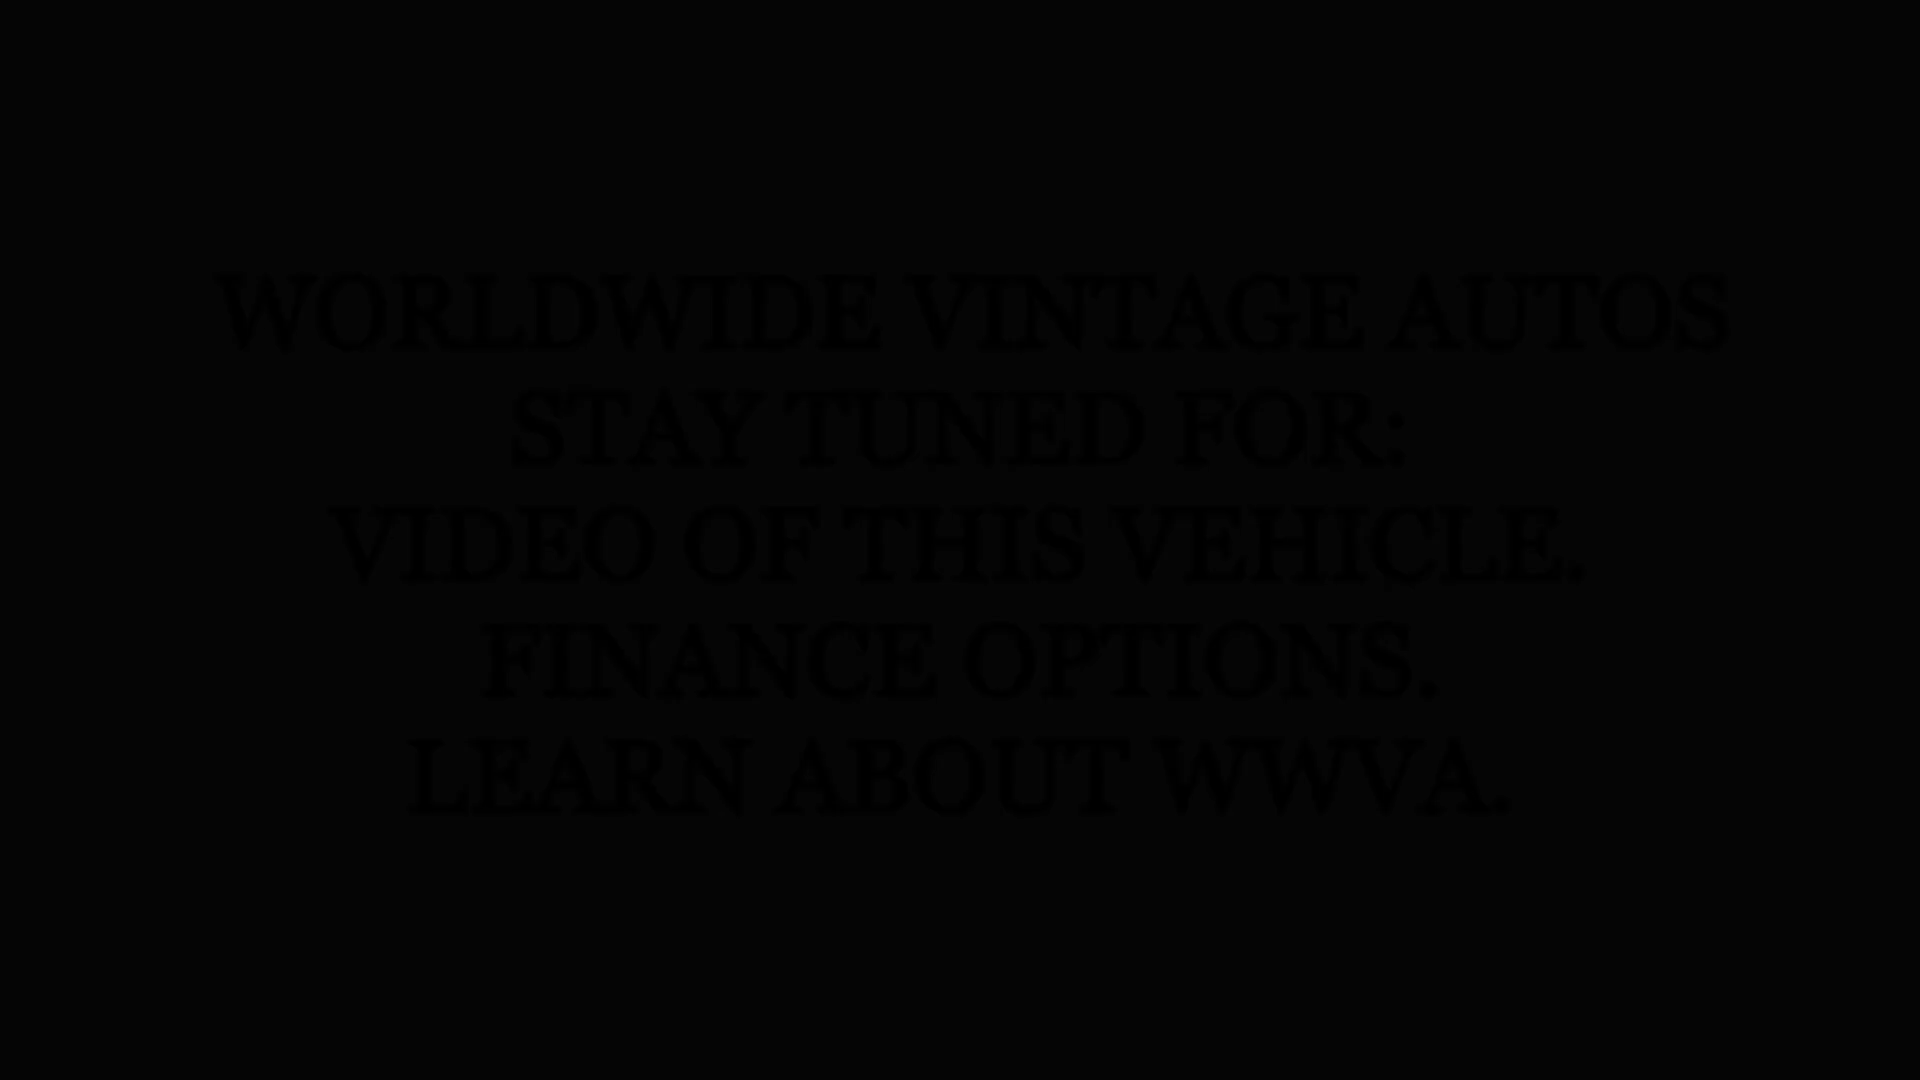 WORLDWIDE VINTAGE AUTOS
STAY TUNED FOR:
VIDEO OF THIS VEHICLE.
FINANCE OPTIONS.
LEARN ABOUT WWVA.